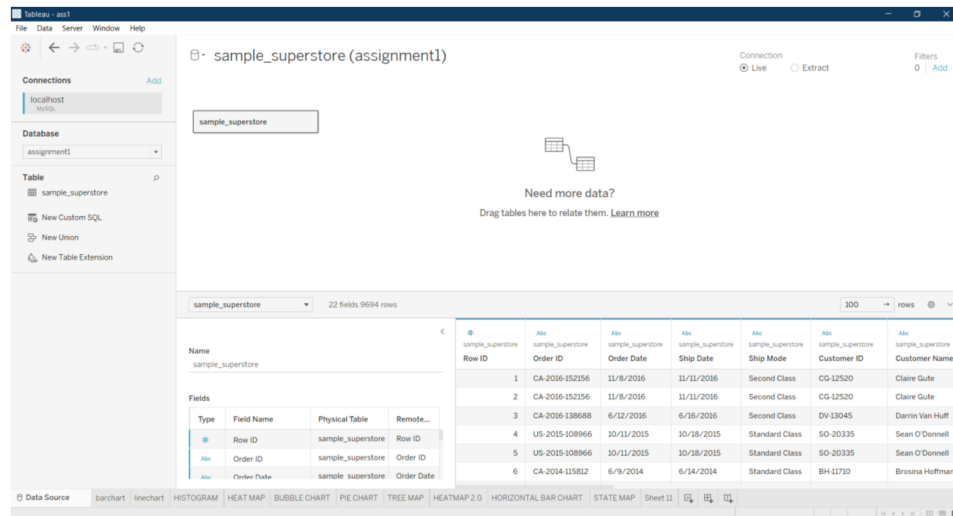 Tableau - ass1
File Data Server Window Help
sample_superstore (assignment1)
Connection
Live Extract
Filters
0 Add
Connections Add
localhost
MySQL
Database
assignment1
Table
sample_superstore
New Custom SQL
New Union
New Table Extension
sample_superstore
Need more data?
Drag tables here to relate them. Learn more
sample_superstore 22 fields 9694 rows 100 rows
Name
sample_superstore
Fields
Type Field Name Physical Table Remote...
# Row ID sample_superstore Row ID
Abc Order ID sample_superstore Order ID
Abc Order Date sample_superstore Order Date
# Abc Abc Abc Abc Abc Abc
sample_superstore sample_superstore sample_superstore sample_superstore sample_superstore sample_superstore sample_superstore
Row ID Order ID Order Date Ship Date Ship Mode Customer ID Customer Name
1 CA-2016-152156 11/8/2016 11/11/2016 Second Class CG-12520 Claire Gute
2 CA-2016-152156 11/8/2016 11/11/2016 Second Class CG-12520 Claire Gute
3 CA-2016-138688 6/12/2016 6/16/2016 Second Class DV-13045 Darrin Van Huff
4 US-2015-108966 10/11/2015 10/18/2015 Standard Class SO-20335 Sean O'Donnell
5 US-2015-108966 10/11/2015 10/18/2015 Standard Class SO-20335 Sean O'Donnell
6 CA-2014-115812 6/9/2014 6/14/2014 Standard Class BH-11710 Brosina Hoffman
Data Source barchart linechart HISTOGRAM HEAT MAP BUBBLE CHART PIE CHART TREE MAP HEATMAP 2.0 HORIZONTAL BAR CHART STATE MAP Sheet 11